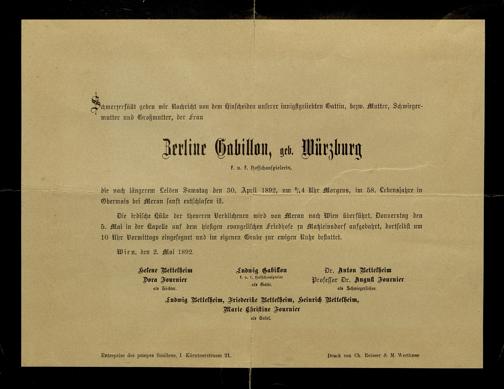 Schmerzerfüllt geben wir Nachricht von dem Hinscheiden unserer innigstgeliebten Gattin, bezw. Mutter, Schwieger-
mutter und Großmutter, der Frau
Zerline Gabillon, geb. Würzburg
k. u. k. Hofschauspielerin,
die nach längerem Leiden Samstag den 30. April 1892, um 4 Uhr Morgens, im 58. Lebensjahre in
Obermais bei Meran sanft entschlafen ist.
Die irdische Hülle der theueren Verblichenen wird von Meran nach Wien überführt, Donnerstag den
5. Mai in der Kapelle auf dem hiesigen evangelischen Friedhofe zu Matzleinsdorf aufgebahrt, dortselbst um
10 Uhr Vormittags eingesegnet und im eigenen Grabe zur ewigen Ruhe bestattet.
Wien, den 2. Mai 1892.
Helene Bettelheim Ludwig Gabillon Dr. Anton Bettelheim
Dora Fournier k. u. k. Hofschauspieler Professor Dr. August Fournier
als Töchter. als Gatte. als Schwiegersöhne.
Ludwig Bettelheim, Friederike Bettelheim, Heinrich Bettelheim,
Marie Christine Fournier
als Enkel.
Entreprise des pompes funèbres, I. Kärntnerstrasse 21. Druck von Ch. Reisser & M. Werthner